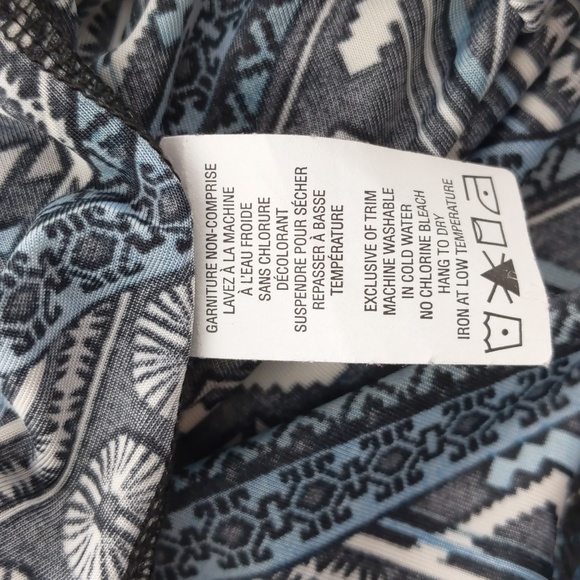 GARNITURE NON-COMPRISE
LAVEZ À LA MACHINE
À L'EAU FROIDE
SANS CHLORURE
DÉCOLORANT
SUSPENDRE POUR SÉCHER
REPASSER À BASSE
TEMPÉRATURE
EXCLUSIVE OF TRIM
MACHINE WASHABLE
IN COLD WATER
NO CHLORINE BLEACH
HANG TO DRY
IRON AT LOW TEMPERATURE